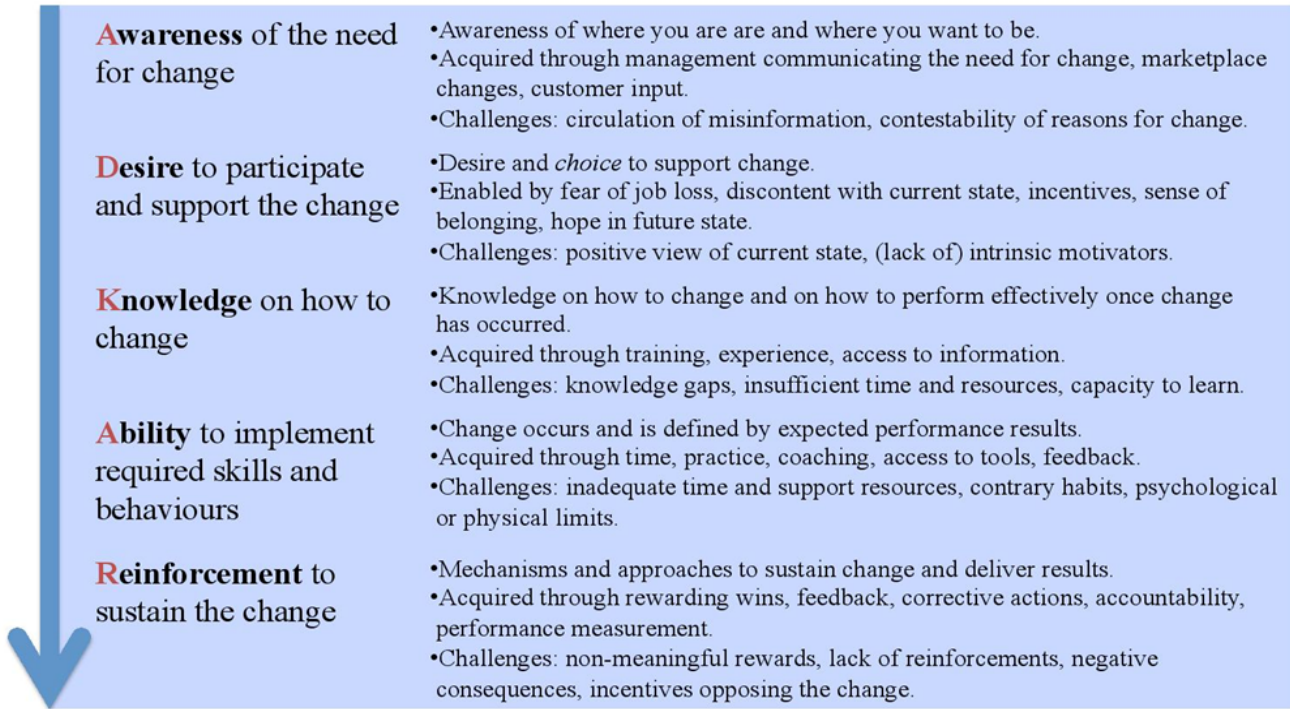 Awareness of the need
for change
•Awareness of where you are are and where you want to be.
•Acquired through management communicating the need for change, marketplace
changes, customer input.
•Challenges: circulation of misinformation, contestability of reasons for change.
Desire to participate
and support the change
•Desire and choice to support change.
•Enabled by fear of job loss, discontent with current state, incentives, sense of
belonging, hope in future state.
•Challenges: positive view of current state, (lack of) intrinsic motivators.
Knowledge on how to
change
•Knowledge on how to change and on how to perform effectively once change
has occurred.
•Acquired through training, experience, access to information.
•Challenges: knowledge gaps, insufficient time and resources, capacity to learn.
Ability to implement
required skills and
behaviours
•Change occurs and is defined by expected performance results.
•Acquired through time, practice, coaching, access to tools, feedback.
•Challenges: inadequate time and support resources, contrary habits, psychological
or physical limits.
Reinforcement to
sustain the change
•Mechanisms and approaches to sustain change and deliver results.
•Acquired through rewarding wins, feedback, corrective actions, accountability,
performance measurement.
•Challenges: non-meaningful rewards, lack of reinforcements, negative
consequences, incentives opposing the change.